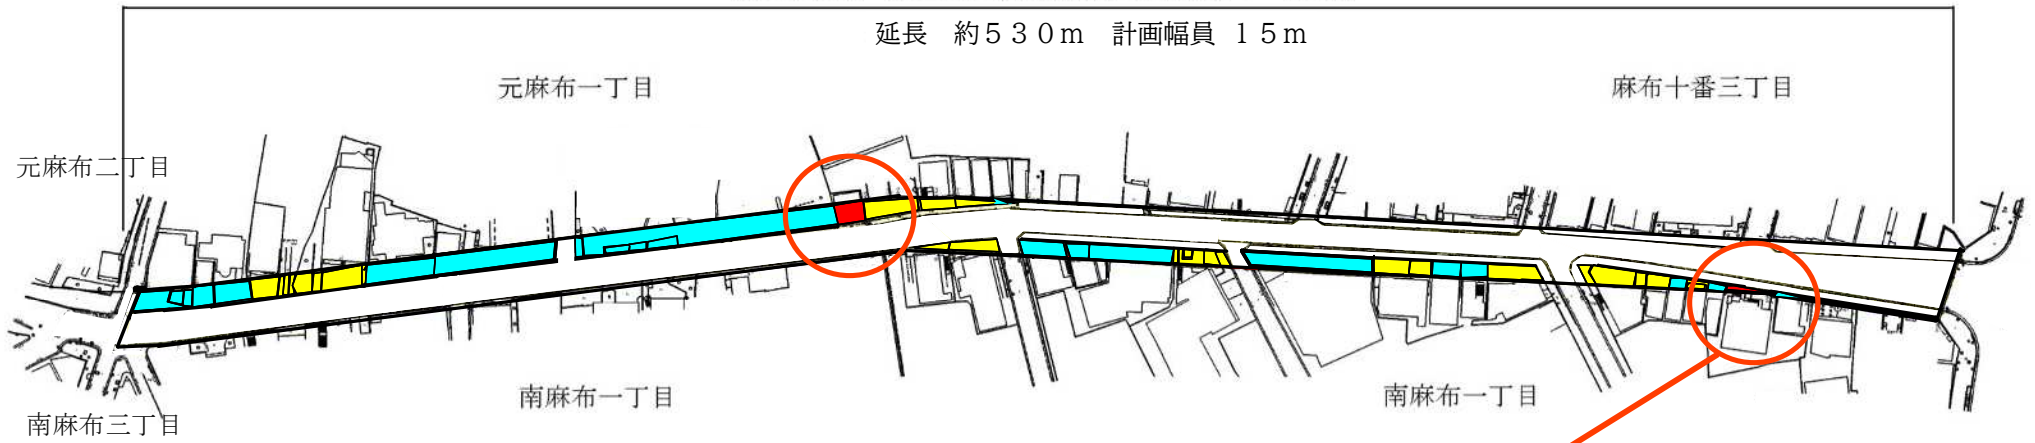 延長　約５３０ｍ　計画幅員　１５ｍ
元麻布一丁目
麻布十番三丁目
元麻布二丁目
南麻布一丁目
南麻布一丁目
南麻布三丁目